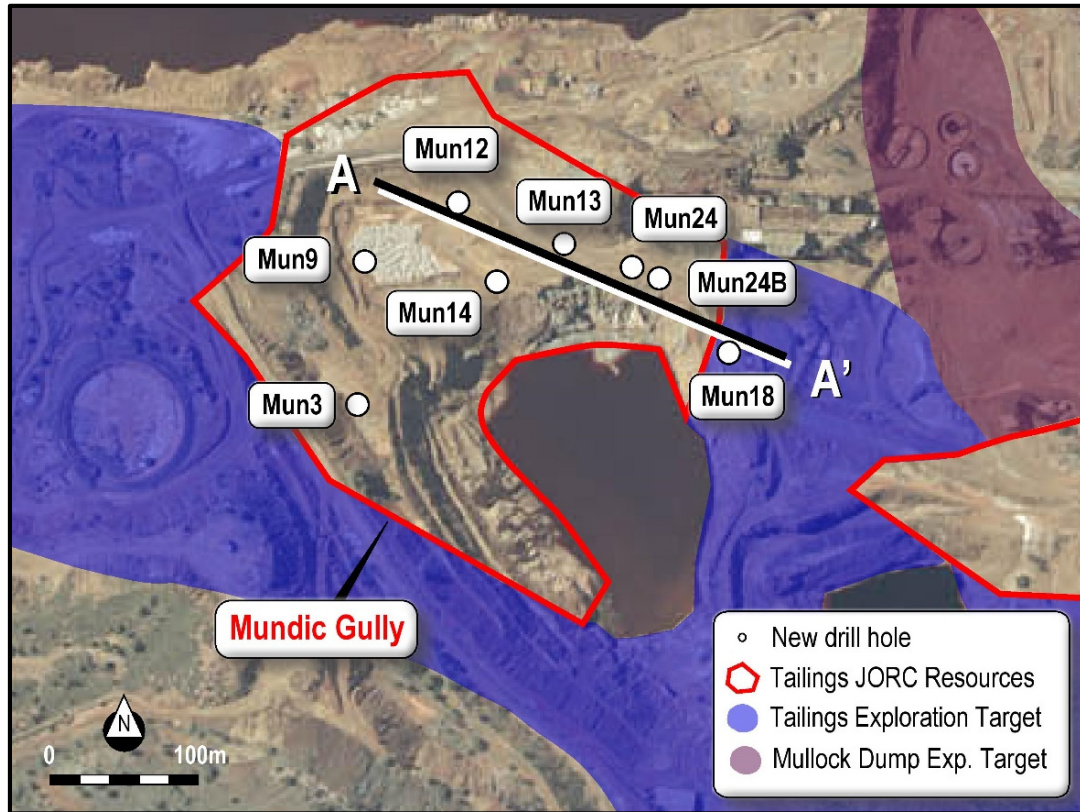 Mun12
A
Mun13
Mun24
Mun9
Mun24B
Mun14
A’
Mun18
Mun3
Mundic Gully
New drill hole
Tailings JORC Resources
Tailings Exploration Target
Mullock Dump Exp. Target
N
0 100m